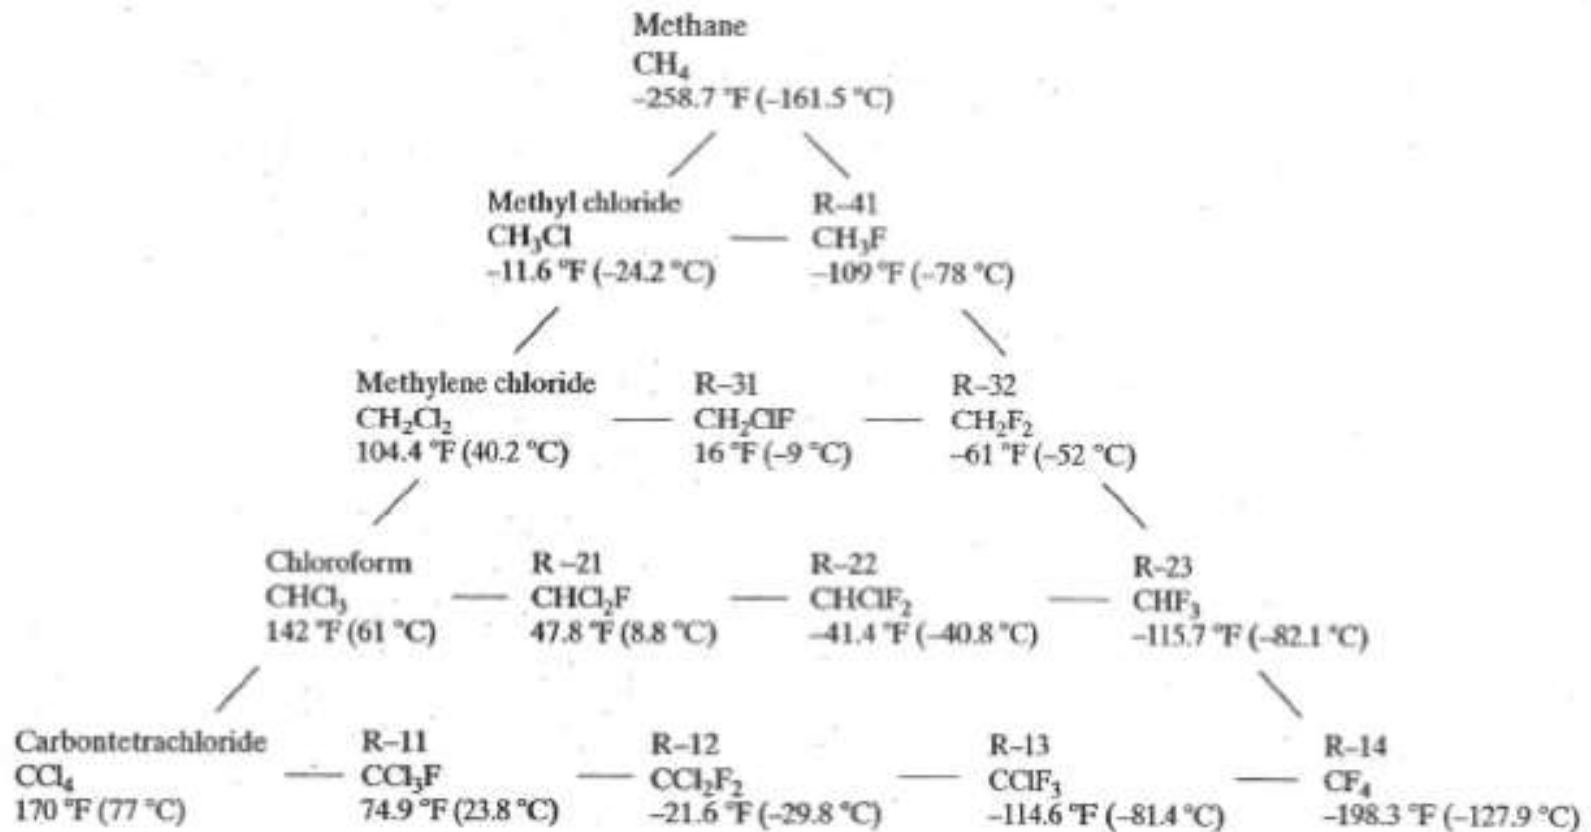 Methane
CH₄
–258.7 °F (–161.5 °C)
Methyl chloride
CH₃Cl
–11.6 °F (–24.2 °C)
R–41
CH₃F
–109 °F (–78 °C)
Methylene chloride
CH₂Cl₂
104.4 °F (40.2 °C)
R–31
CH₂ClF
16 °F (–9 °C)
R–32
CH₂F₂
–61 °F (–52 °C)
Chloroform
CHCl₃
142 °F (61 °C)
R –21
CHCl₂F
47.8 °F (8.8 °C)
R–22
CHClF₂
–41.4 °F (–40.8 °C)
R–23
CHF₃
–115.7 °F (–82.1 °C)
Carbontetrachloride
CCl₄
170 °F (77 °C)
R–11
CCl₃F
74.9 °F (23.8 °C)
R–12
CCl₂F₂
–21.6 °F (–29.8 °C)
R–13
CClF₃
–114.6 °F (–81.4 °C)
R–14
CF₄
–198.3 °F (–127.9 °C)